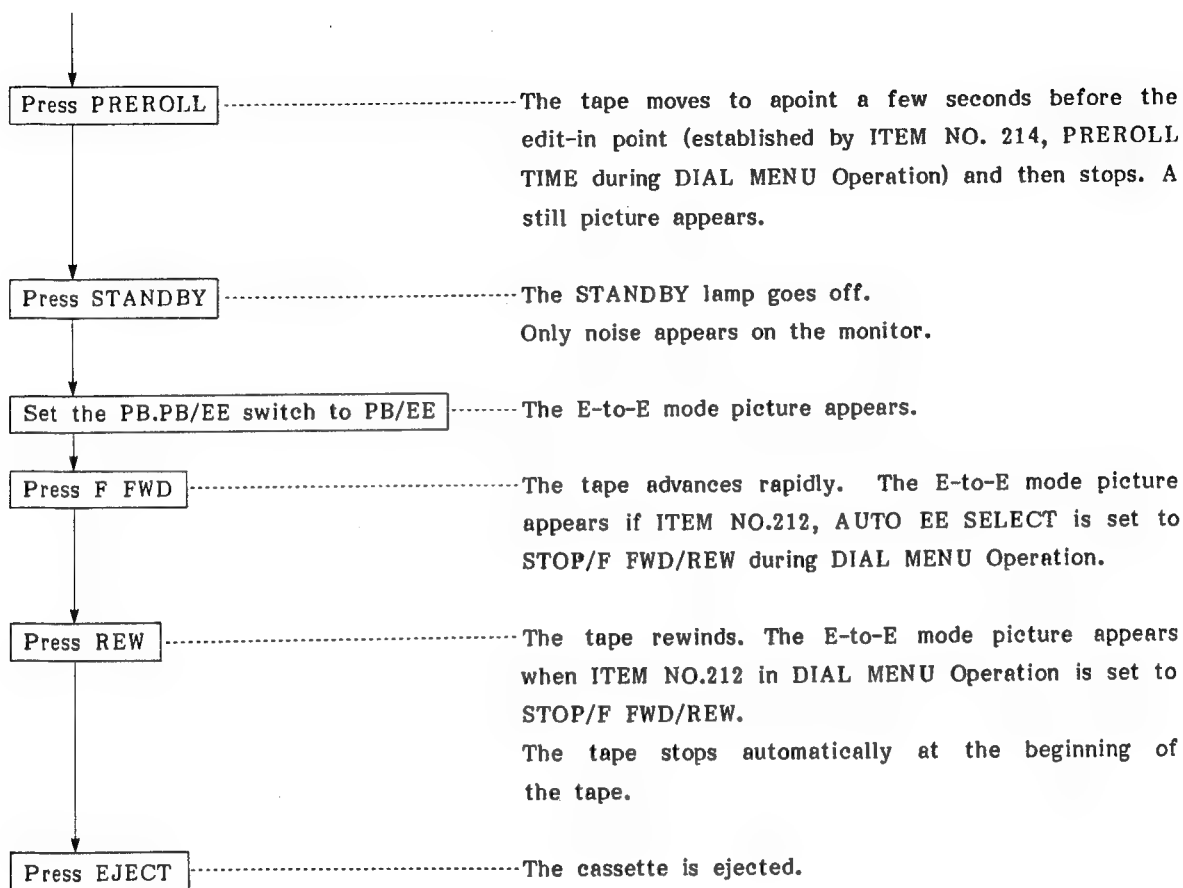 Press PREROLL
The tape moves to apoint a few seconds before the
edit-in point (established by ITEM NO. 214, PREROLL
TIME during DIAL MENU Operation) and then stops. A
still picture appears.
Press STANDBY
The STANDBY lamp goes off.
Only noise appears on the monitor.
Set the PB.PB/EE switch to PB/EE
The E-to-E mode picture appears.
Press F FWD
The tape advances rapidly. The E-to-E mode picture
appears if ITEM NO.212, AUTO EE SELECT is set to
STOP/F FWD/REW during DIAL MENU Operation.
Press REW
The tape rewinds. The E-to-E mode picture appears
when ITEM NO.212 in DIAL MENU Operation is set to
STOP/F FWD/REW.
The tape stops automatically at the beginning of
the tape.
Press EJECT
The cassette is ejected.